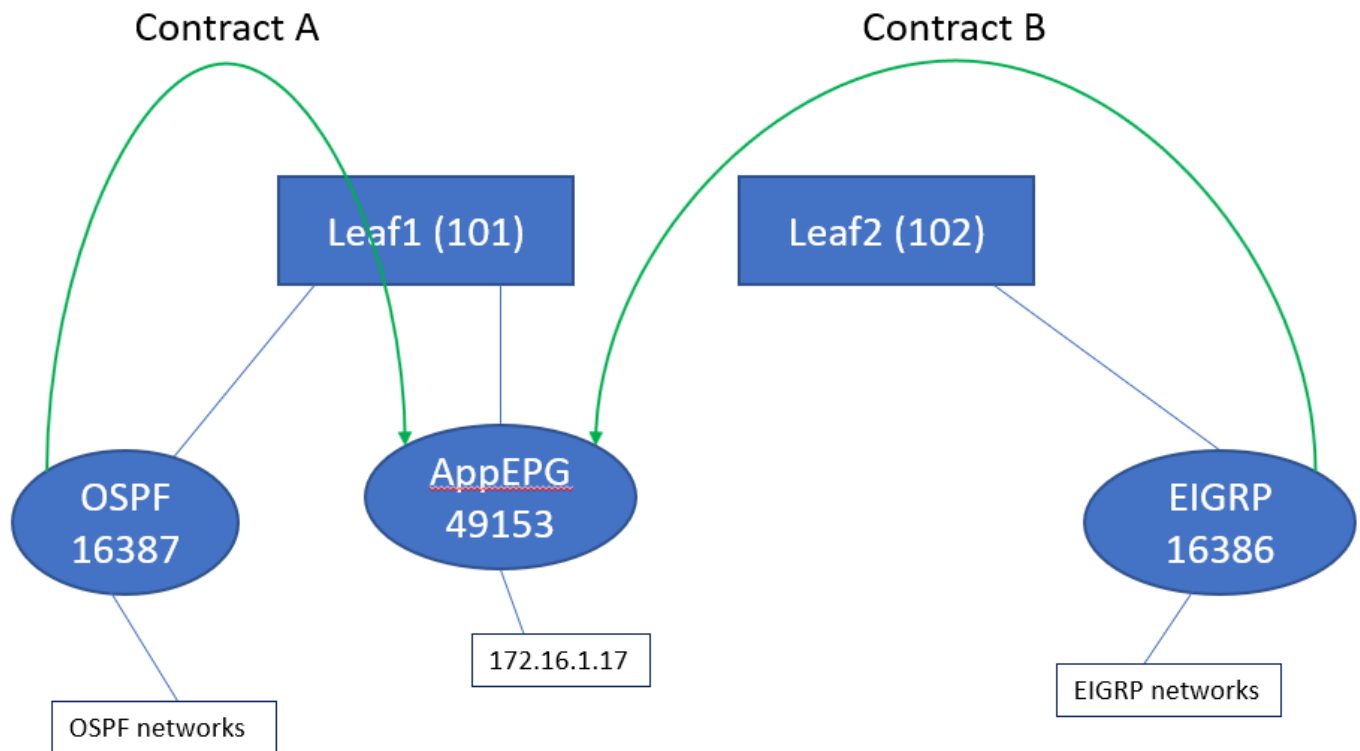 Contract A
Contract B
Leaf1 (101)
Leaf2 (102)
OSPF
16387
AppEPG
49153
EIGRP
16386
172.16.1.17
EIGRP networks
OSPF networks